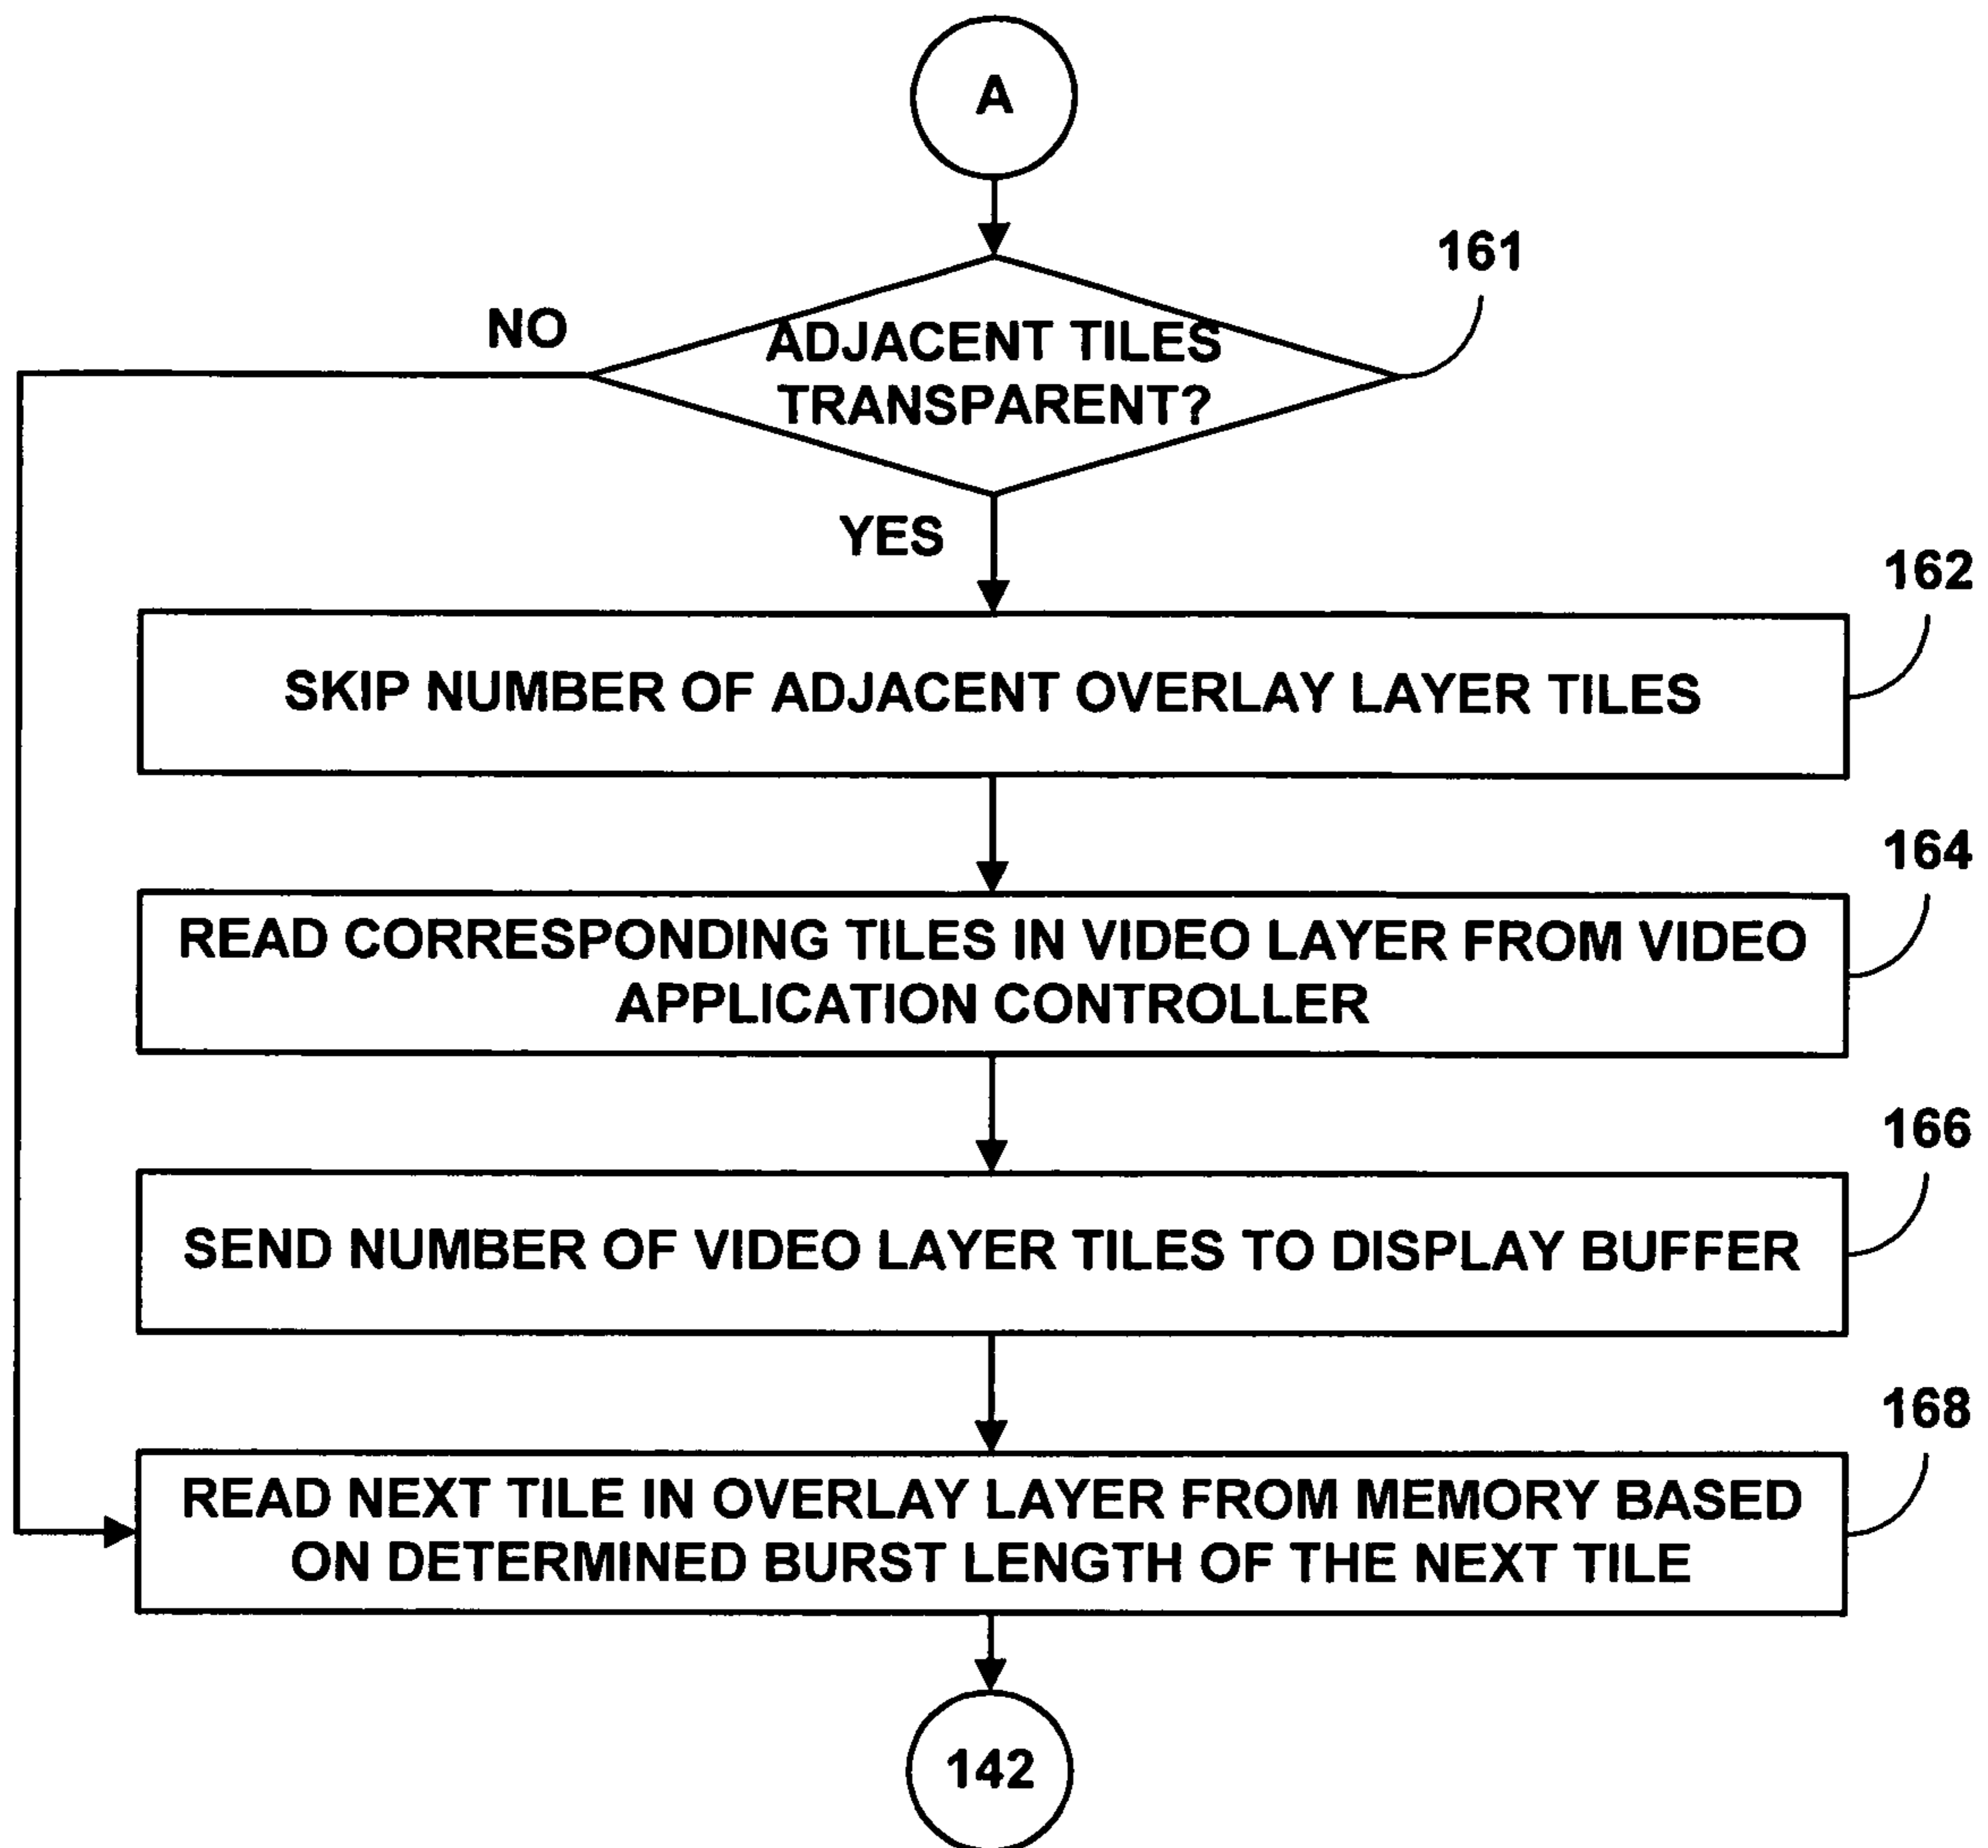 A
161
NO
ADJACENT TILES
TRANSPARENT?
YES
162
SKIP NUMBER OF ADJACENT OVERLAY LAYER TILES
164
READ CORRESPONDING TILES IN VIDEO LAYER FROM VIDEO
APPLICATION CONTROLLER
166
SEND NUMBER OF VIDEO LAYER TILES TO DISPLAY BUFFER
168
READ NEXT TILE IN OVERLAY LAYER FROM MEMORY BASED
ON DETERMINED BURST LENGTH OF THE NEXT TILE
142